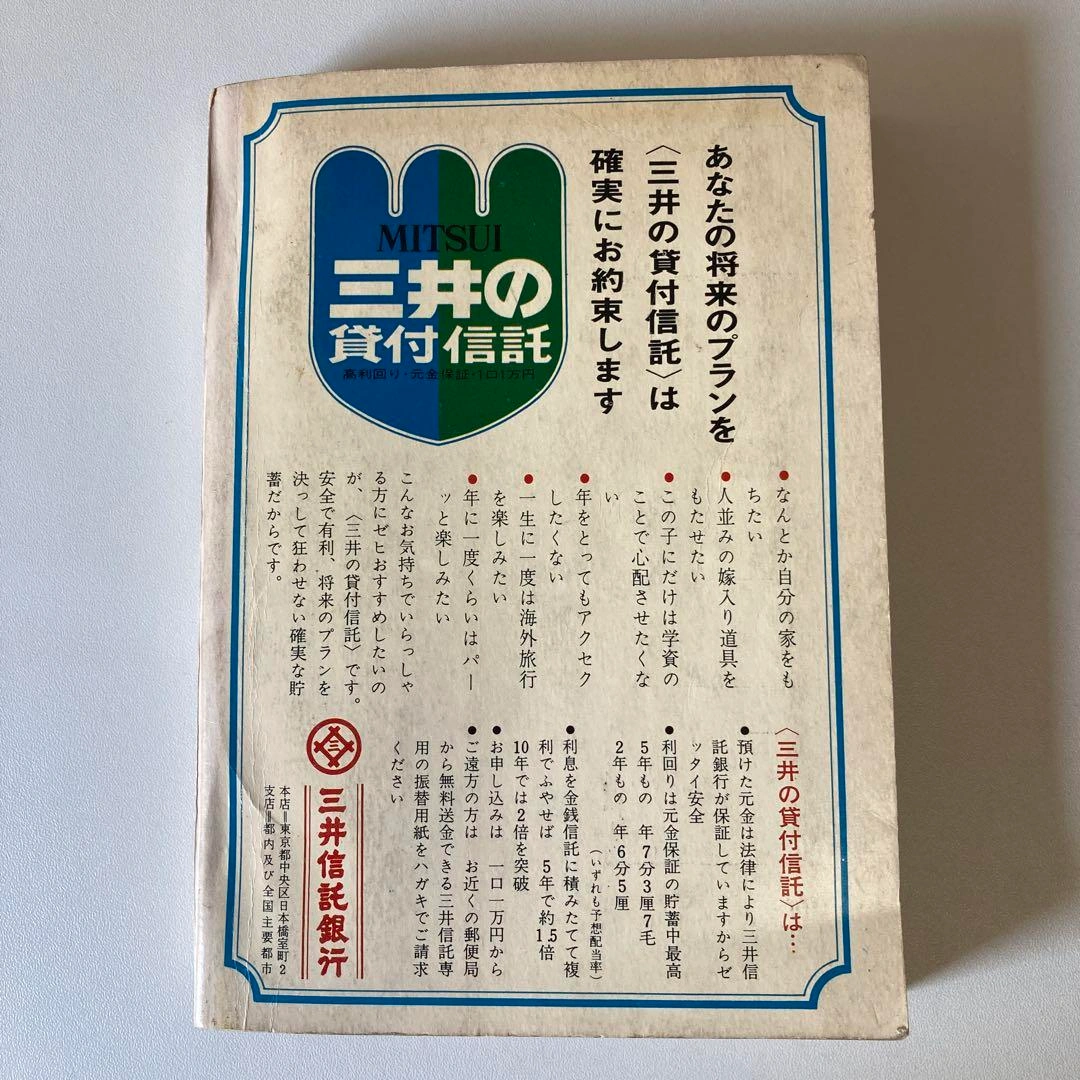 あなたの将来のプランを
〈三井の貸付信託〉は
確実にお約束します
MITSUI
三井の
貸付信託
高利回り・元金保証・1口1万円
●なんとか自分の家をも
ちたい
●人並みの嫁入り道具を
もたせたい
●この子にだけは学資の
ことで心配させたくな
い
●年をとってもアクセク
したくない
●一生に一度は海外旅行
を楽しみたい
●年に一度くらいはパー
ッと楽しみたい
こんなお気持ちでいらっしゃ
る方にゼヒおすすめしたいの
が、〈三井の貸付信託〉です。
安全で有利、将来のプランを
決っして狂わせない確実な貯
蓄だからです。
〈三井の貸付信託〉は…
●預けた元金は法律により三井信
託銀行が保証していますからゼ
ッタイ安全
●利回りは元金保証の貯蓄中最高
5年もの 年7分3厘7毛
2年もの 年6分5厘
(いずれも予想配当率)
●利息を金銭信託に積みたてて複
利でふやせば 5年で約1.5倍
10年では2倍を突破
●お申し込みは 一口一万円から
●ご遠方の方は お近くの郵便局
から無料送金できる三井信託専
用の振替用紙をハガキでご請求
ください
三井信託銀行
本店=東京都中央区日本橋室町2
支店=都内及び全国主要都市